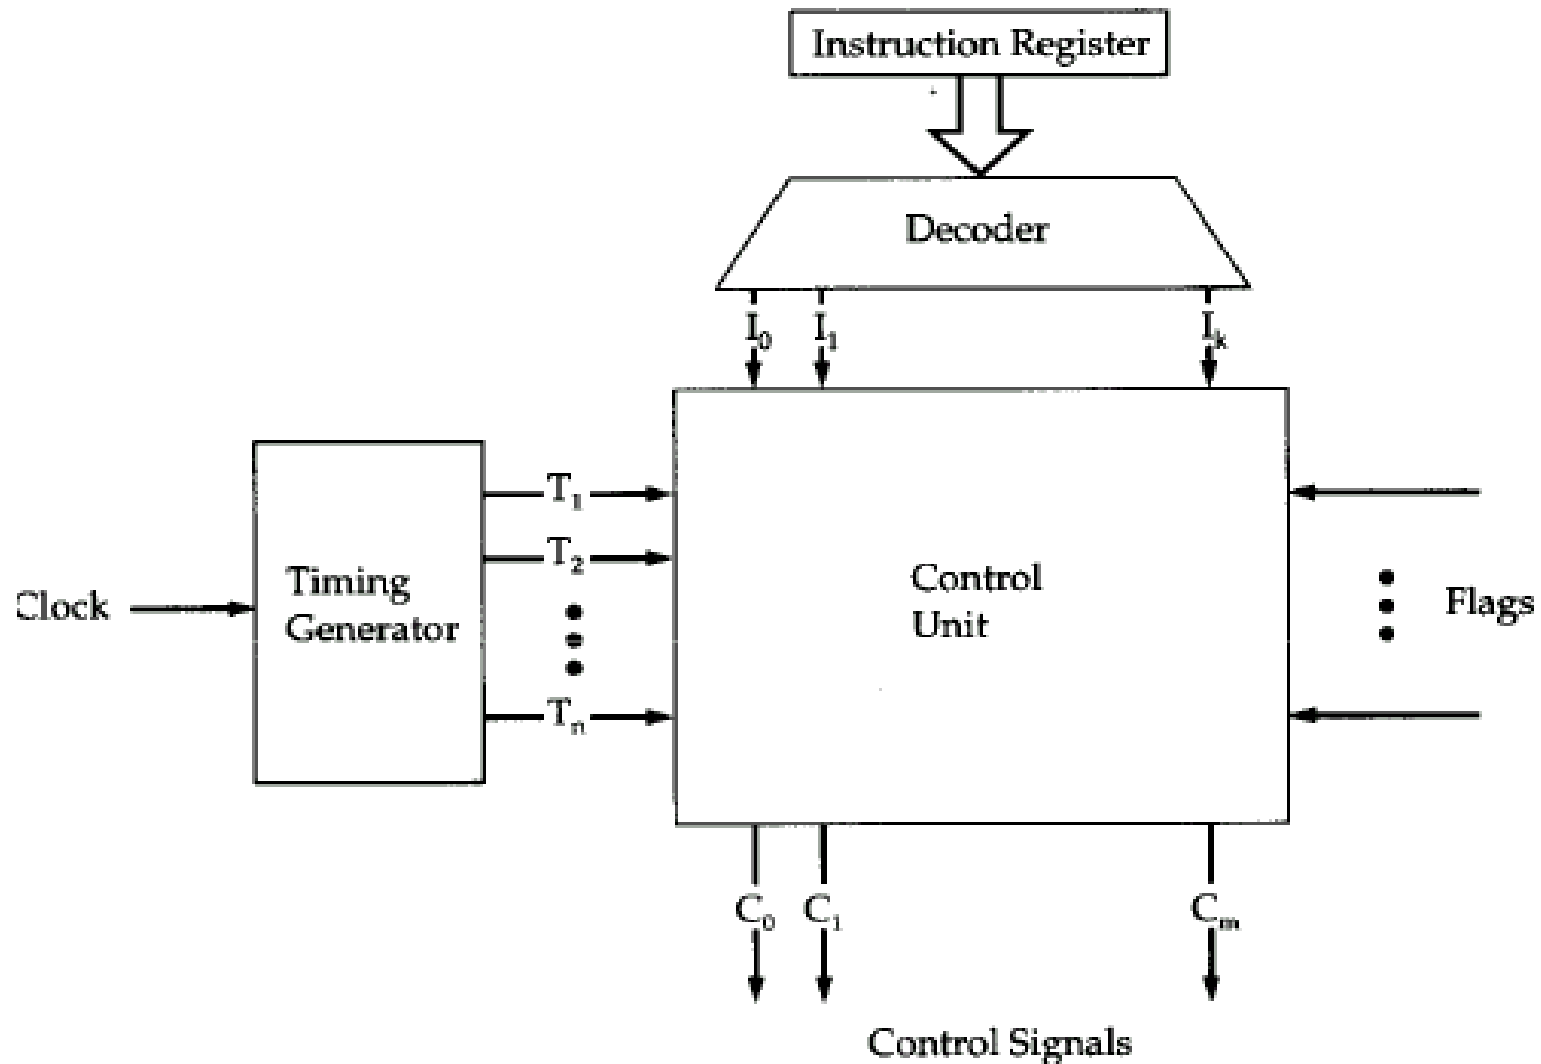 Instruction Register
Decoder
I0 I1 Ik
T1
T2
Tn
Clock
Timing
Generator
Control
Unit
Flags
C0 C1 Cm
Control Signals